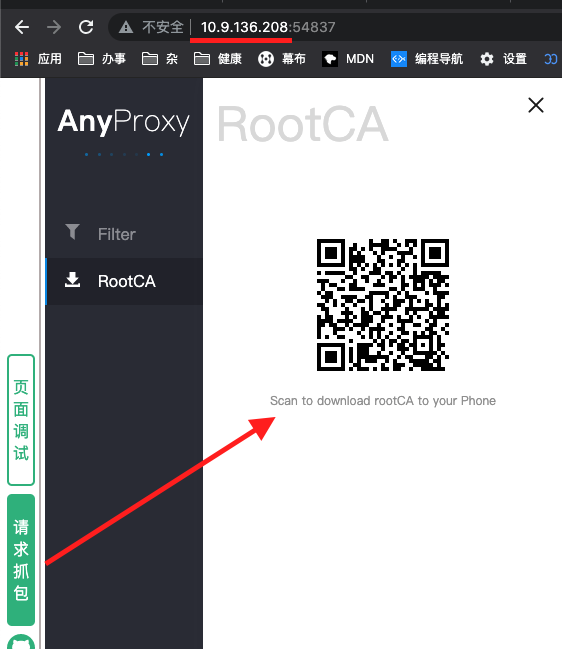 不安全 | 10.9.136.208:54837
应用 办事 杂 健康 幕布 MDN 编程导航 设置
AnyProxy
RootCA
Filter
RootCA
Scan to download rootCA to your Phone
页面调试
请求抓包